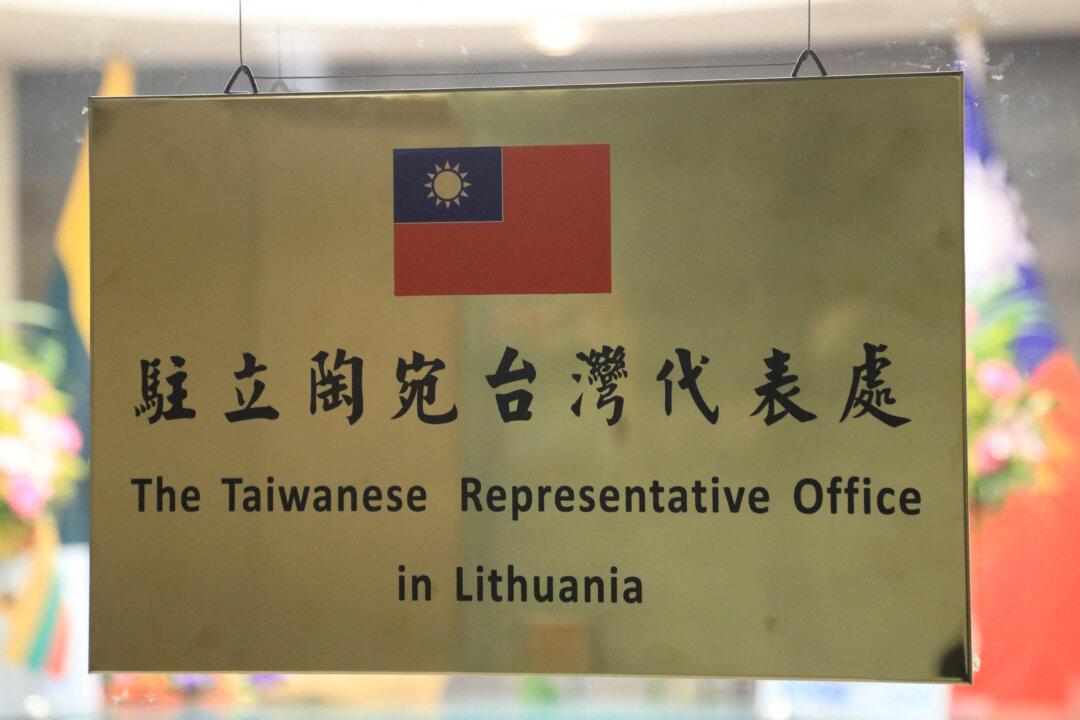 駐立陶宛台灣代表處
The Taiwanese Representative Office
in Lithuania